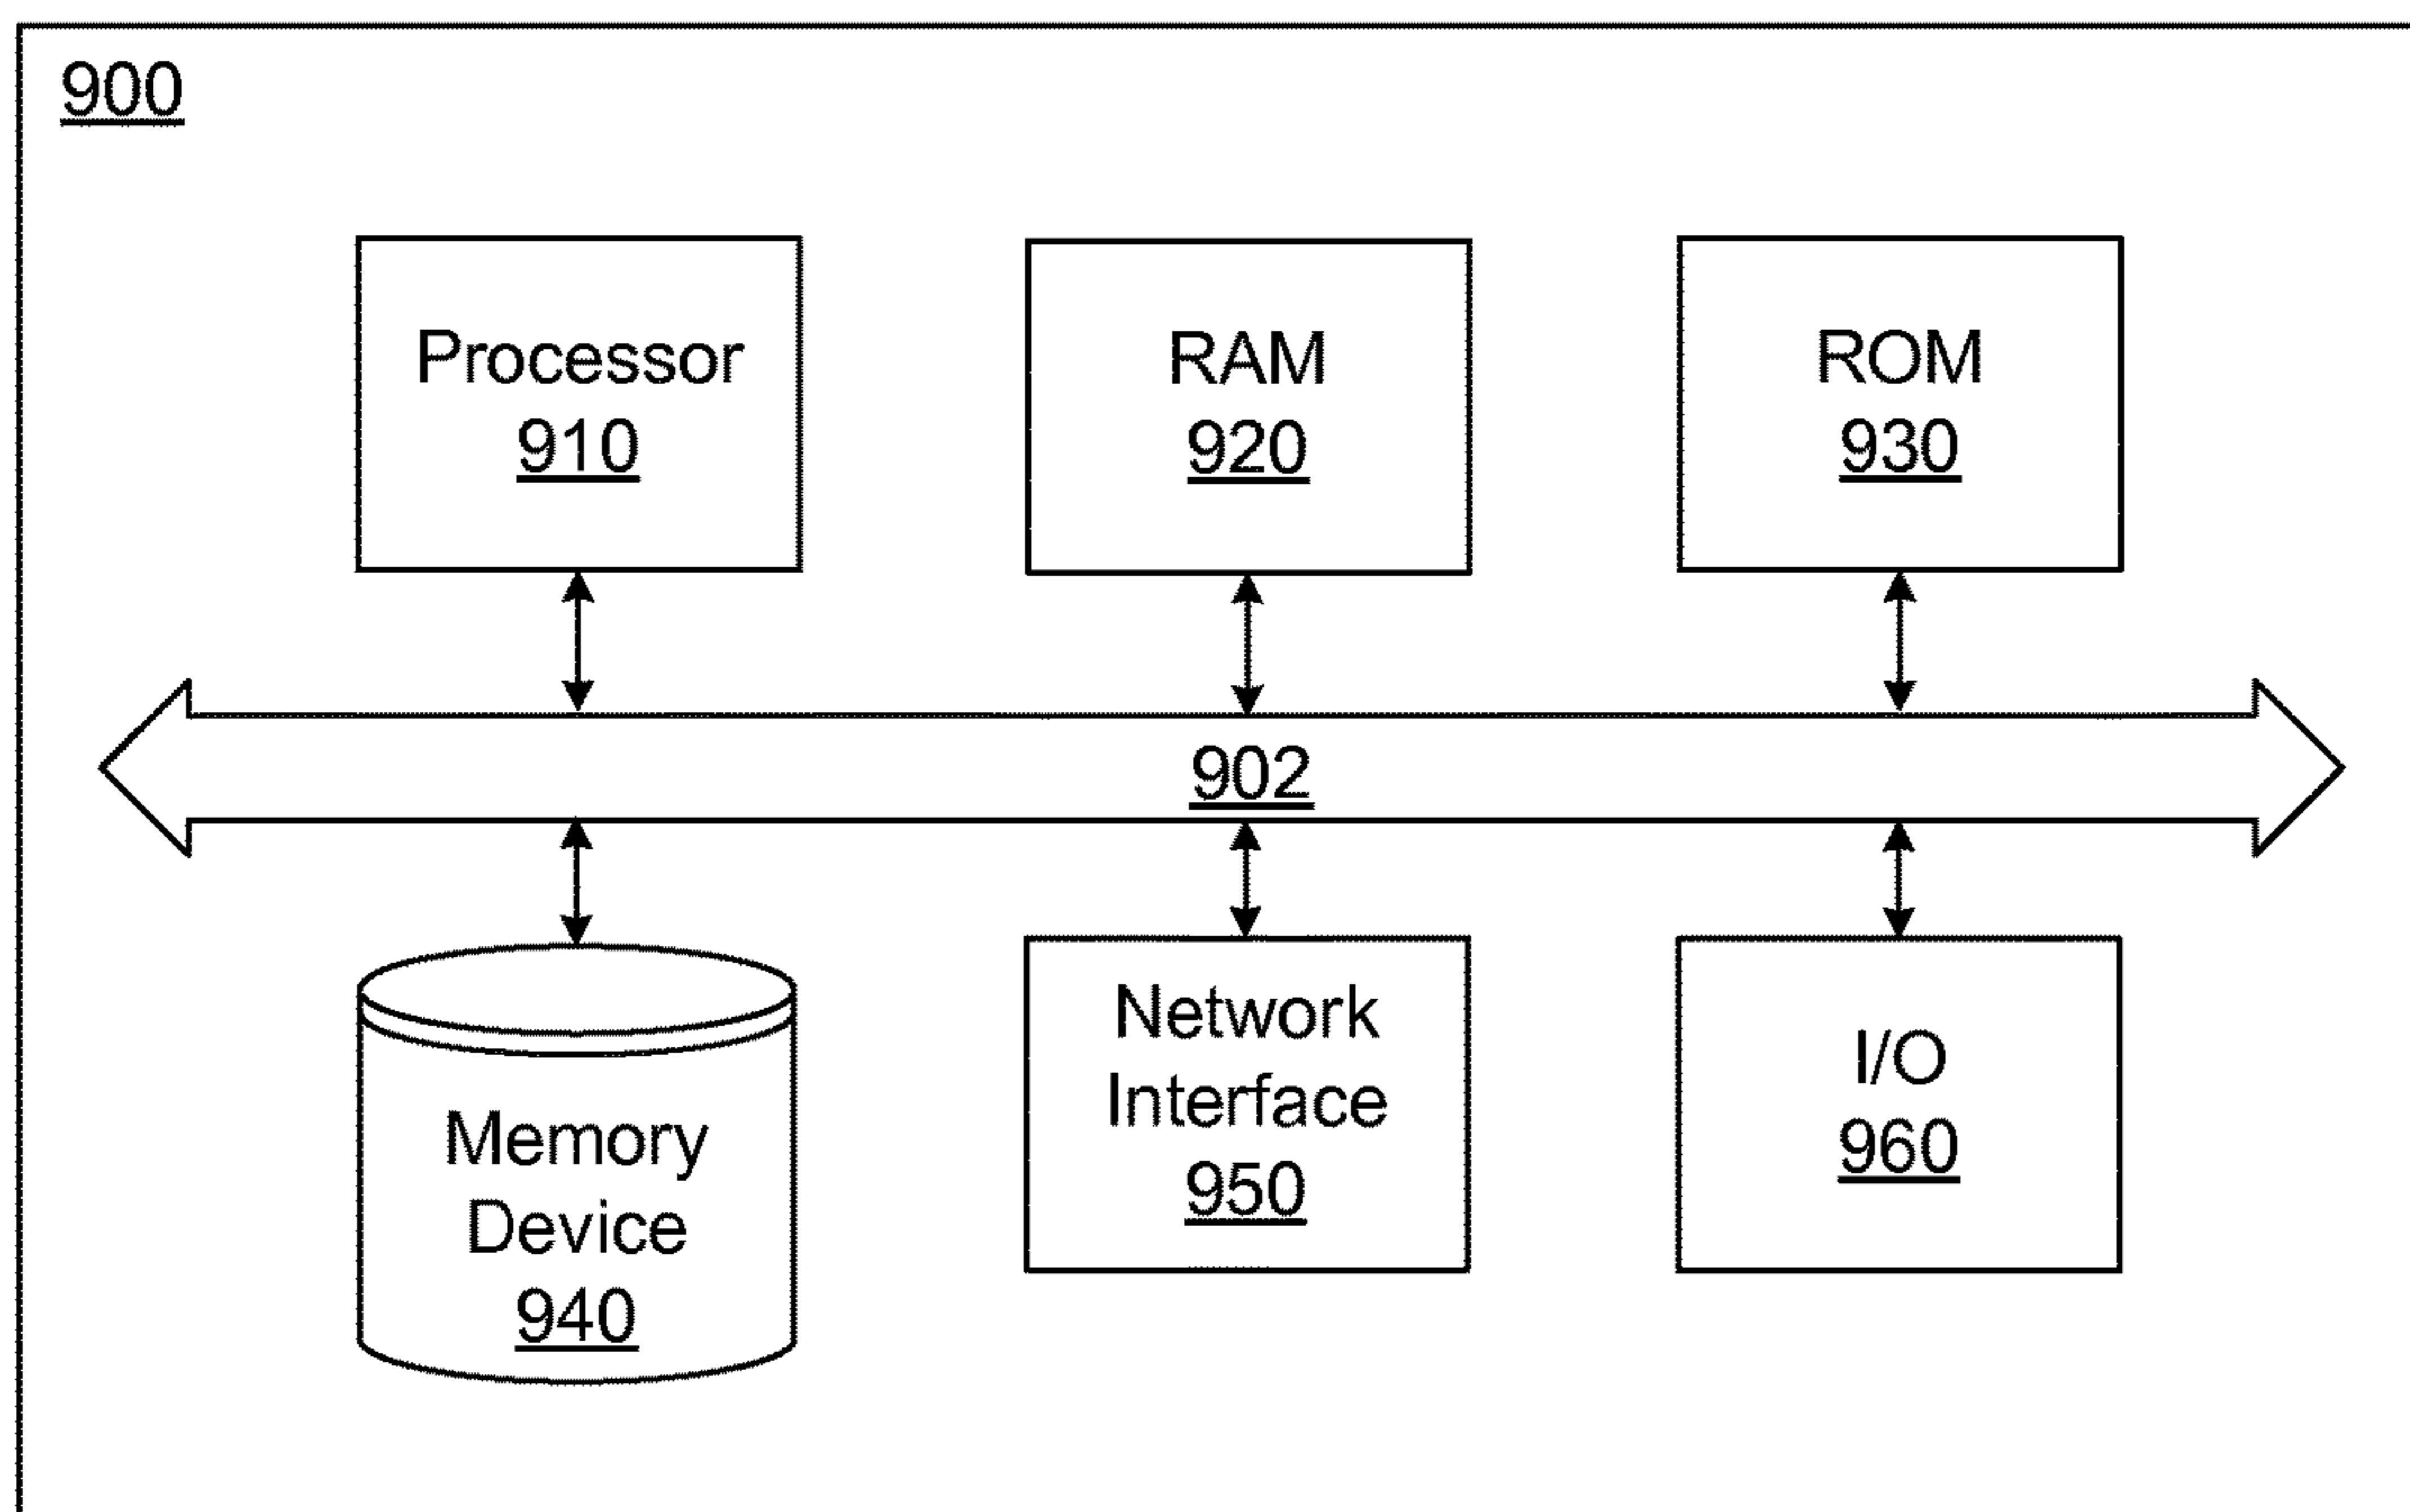 900
Processor
910
RAM
920
ROM
930
902
Memory
Device
940
Network
Interface
950
I/O
960